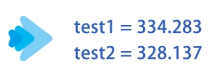 test1 = 334.283
test2 = 328.137